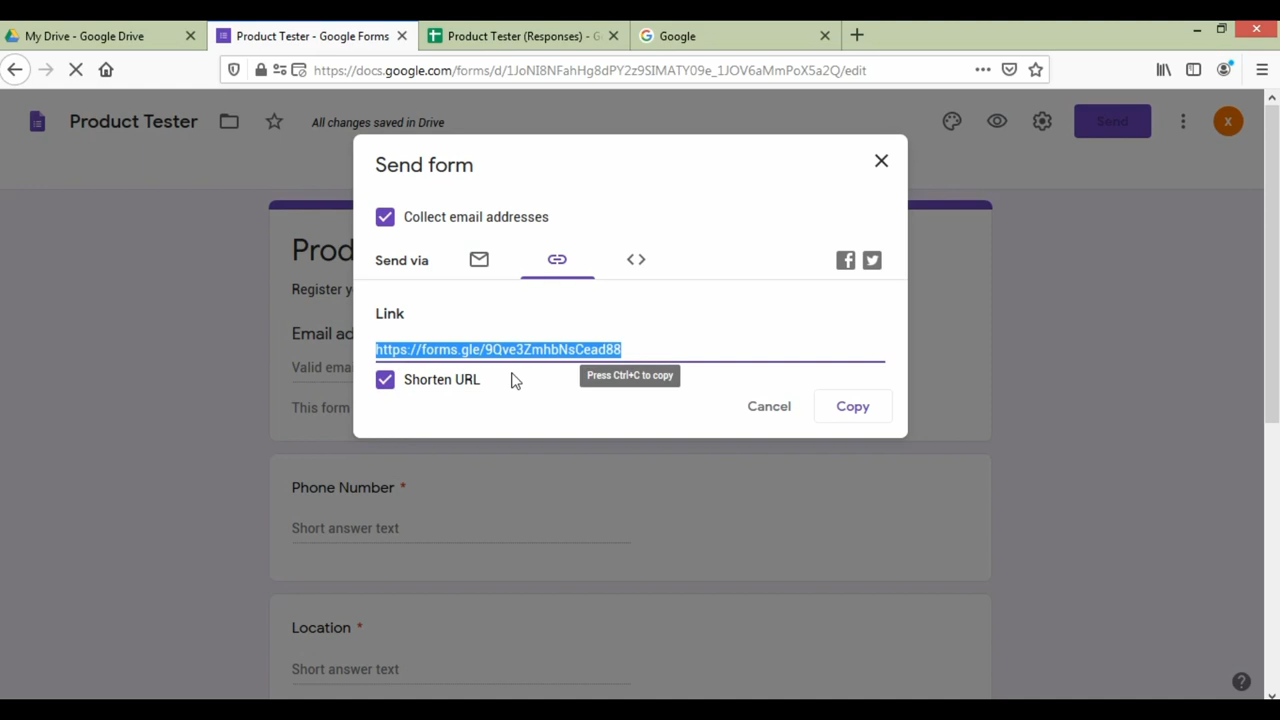 My Drive - Google Drive
Product Tester - Google Forms
Product Tester (Responses) - G
Google
https://docs.google.com/forms/d/1JoNI8NFahHg8dPY2z9SIMATY09e_1JOV6aMmPoX5a2Q/edit
Product Tester
All changes saved in Drive
Send
X
Send form
Collect email addresses
Send via
Link
https://forms.gle/9Qve3ZmhbNsCead88
Press Ctrl+C to copy
Shorten URL
Cancel
Copy
Prod
Register y
Email ad
Valid emai
This form
Phone Number *
Short answer text
Location *
Short answer text